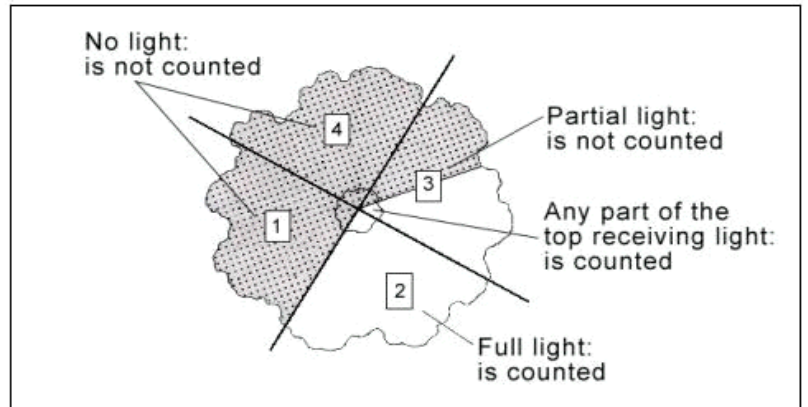 No light:
is not counted
4
Partial light:
is not counted
3
Any part of the
top receiving light:
is counted
1
2
Full light:
is counted